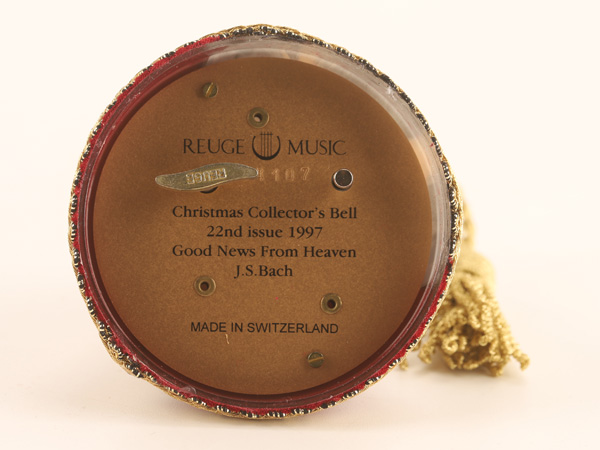 REUGE MUSIC
Christmas Collector's Bell
22nd issue 1997
Good News From Heaven
J.S.Bach
MADE IN SWITZERLAND